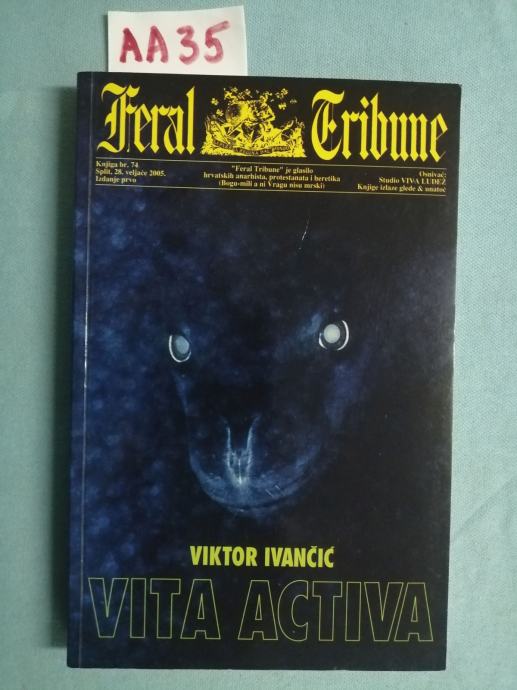 AA35
Feral Tribune
Knjiga br. 74
Split, 28. veljače 2005.
Izdanje prvo
"Feral Tribune" je glasilo
hrvatskih anarhista, protestanata i heretika
(Bogu-mili a ni Vragu nisu mrski)
Osnivač:
Studio VIVA LUDEŽ
Knjige izlaze glede & unatoč
VIKTOR IVANČIĆ
VITA ACTIVA